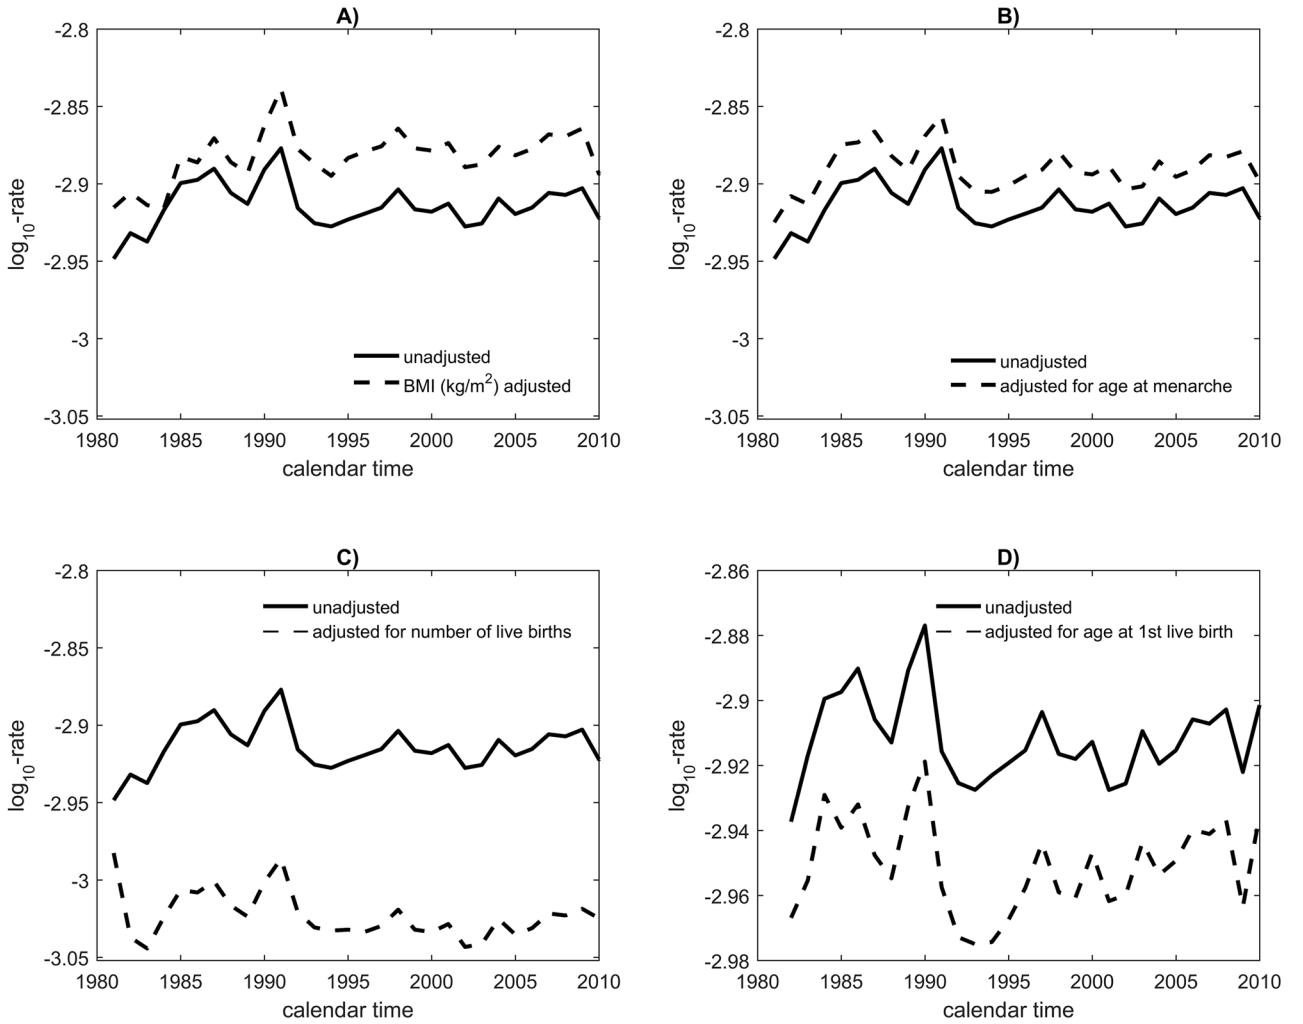 A)
-2.8
-2.85
-2.9
-2.95
-3
-3.05
log10-rate
unadjusted
BMI (kg/m2) adjusted
1980 1985 1990 1995 2000 2005 2010
calendar time
B)
-2.8
-2.85
-2.9
-2.95
-3
-3.05
log10-rate
unadjusted
adjusted for age at menarche
1980 1985 1990 1995 2000 2005 2010
calendar time
C)
-2.8
-2.85
-2.9
-2.95
-3
-3.05
log10-rate
unadjusted
adjusted for number of live births
1980 1985 1990 1995 2000 2005 2010
calendar time
D)
-2.86
-2.88
-2.9
-2.92
-2.94
-2.96
-2.98
log10-rate
unadjusted
adjusted for age at 1st live birth
1980 1985 1990 1995 2000 2005 2010
calendar time